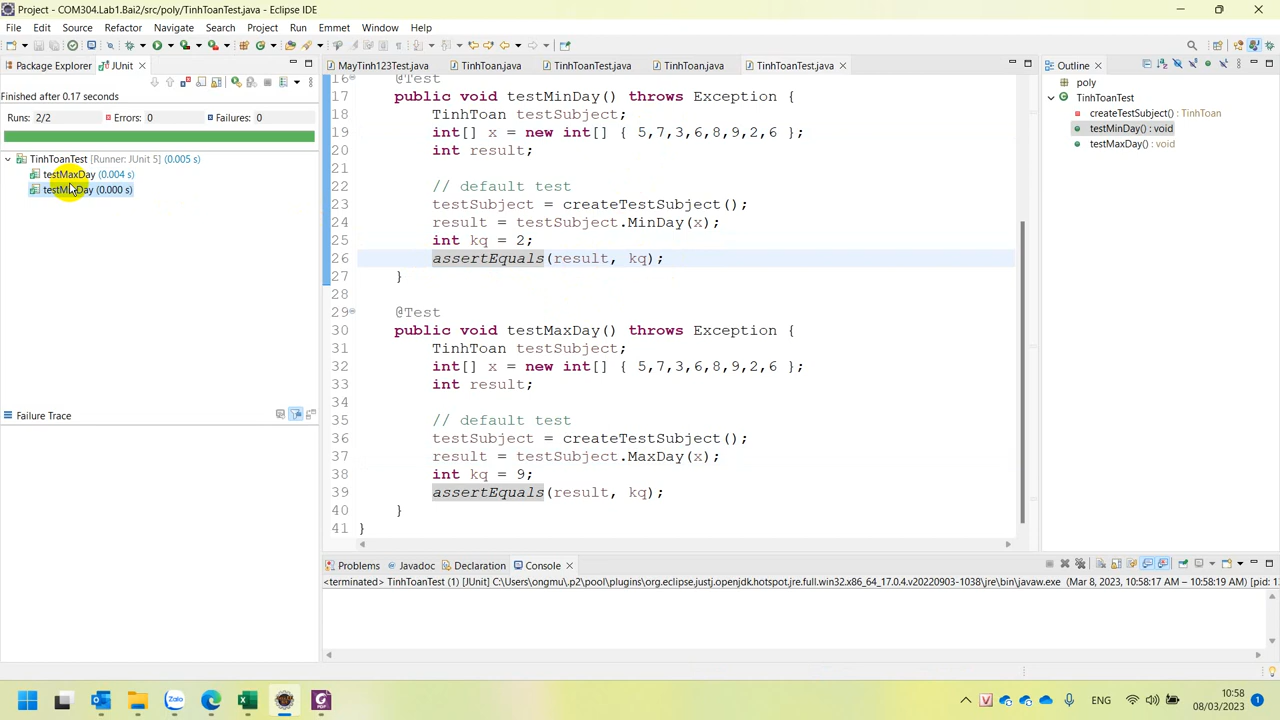 Project - COM304.Lab1.Bai2/src/poly/TinhToanTest.java - Eclipse IDE
File Edit Source Refactor Navigate Search Project Run Emmet Window Help
Package Explorer JUnit
Finished after 0.17 seconds
Runs: 2/2 Errors: 0 Failures: 0
TinhToanTest [Runner: JUnit 5] (0.005 s)
testMaxDay (0.004 s)
testMinDay (0.000 s)
Failure Trace
MayTinh123Test.java TinhToan.java TinhToanTest.java TinhToan.java TinhToanTest.java
16 @Test
17 public void testMinDay() throws Exception {
18 TinhToan testSubject;
19 int[] x = new int[] { 5,7,3,6,8,9,2,6 };
20 int result;
21
22 // default test
23 testSubject = createTestSubject();
24 result = testSubject.MinDay(x);
25 int kq = 2;
26 assertEquals(result, kq);
27 }
28
29 @Test
30 public void testMaxDay() throws Exception {
31 TinhToan testSubject;
32 int[] x = new int[] { 5,7,3,6,8,9,2,6 };
33 int result;
34
35 // default test
36 testSubject = createTestSubject();
37 result = testSubject.MaxDay(x);
38 int kq = 9;
39 assertEquals(result, kq);
40 }
41 }
Outline
poly
TinhToanTest
createTestSubject() : TinhToan
testMinDay() : void
testMaxDay() : void
Problems Javadoc Declaration Console
<terminated> TinhToanTest (1) [JUnit] C:\Users\ongmu\.p2\pool\plugins\org.eclipse.justj.openjdk.hotspot.jre.full.win32.x86_64_17.0.4.v20220903-1038\jre\bin\javaw.exe (Mar 8, 2023, 10:58:17 AM – 10:58:19 AM) [pid: 1
Zalo
ENG
10:58
08/03/2023